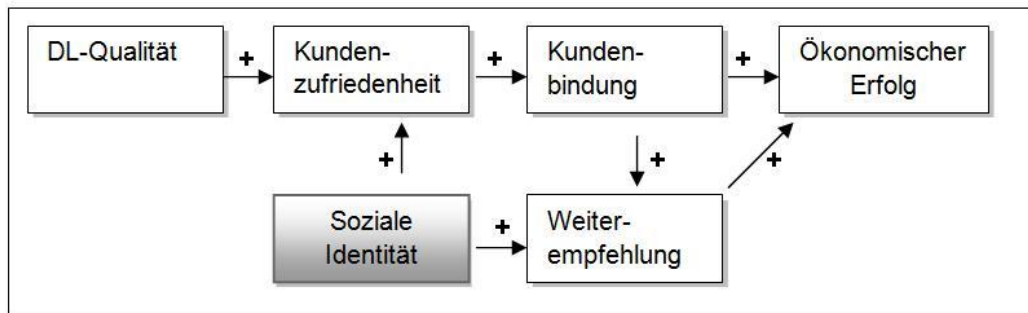 DL-Qualität
+
Kunden-
zufriedenheit
+
Kunden-
bindung
+
Ökonomischer
Erfolg
+
+
+
Soziale
Identität
+
Weiter-
empfehlung